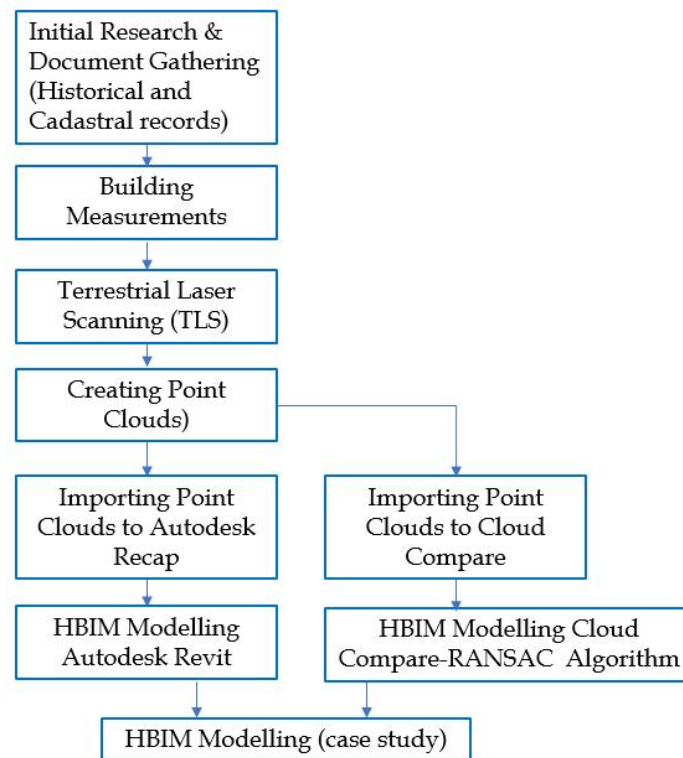 Initial Research &
Document Gathering
(Historical and
Cadastral records)
Building
Measurements
Terrestrial Laser
Scanning (TLS)
Creating Point
Clouds)
Importing Point
Clouds to Autodesk
Recap
Importing Point
Clouds to Cloud
Compare
HBIM Modelling
Autodesk Revit
HBIM Modelling Cloud
Compare-RANSAC Algorithm
HBIM Modelling (case study)